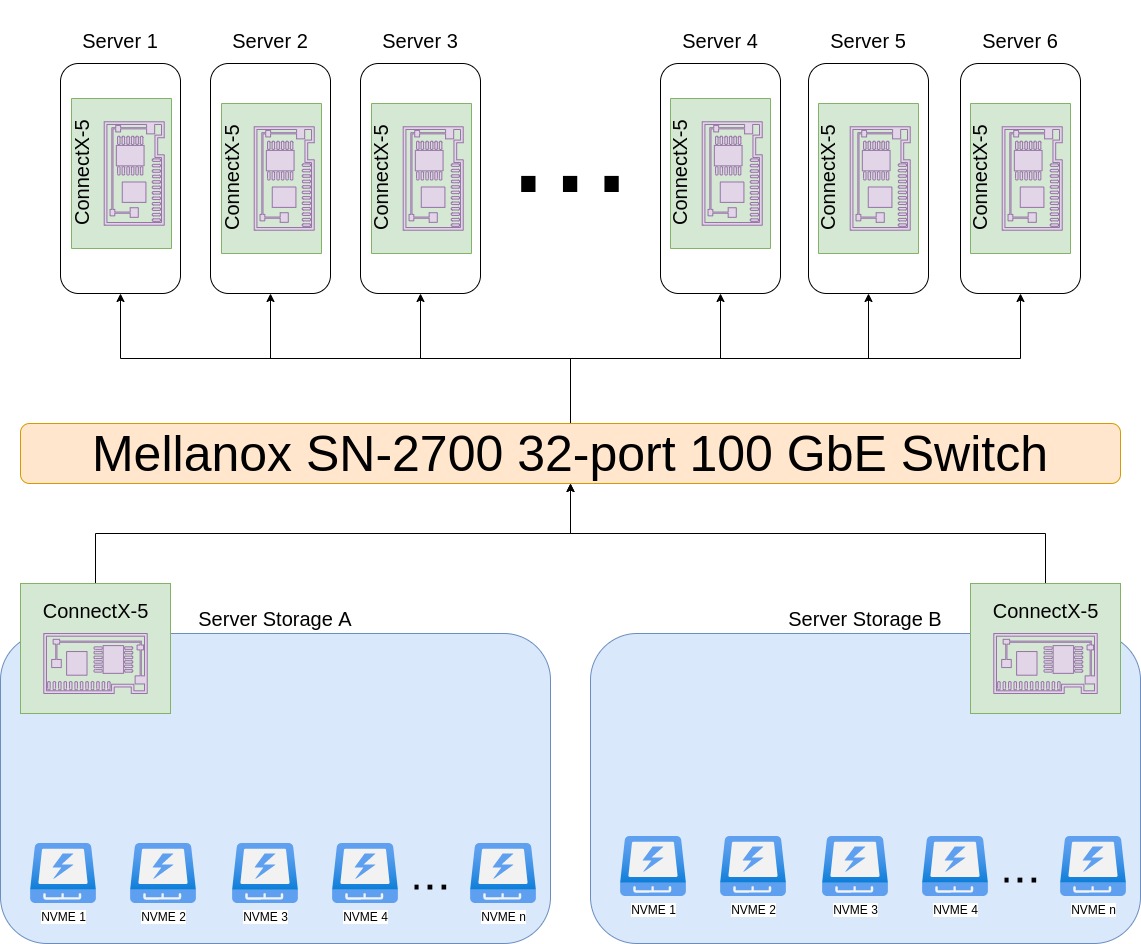 Server 1
Server 2
Server 3
Server 4
Server 5
Server 6
ConnectX-5
ConnectX-5
ConnectX-5
ConnectX-5
ConnectX-5
ConnectX-5
Mellanox SN-2700 32-port 100 GbE Switch
ConnectX-5
Server Storage A
Server Storage B
ConnectX-5
NVME 1
NVME 2
NVME 3
NVME 4
...
NVME n
NVME 1
NVME 2
NVME 3
NVME 4
...
NVME n